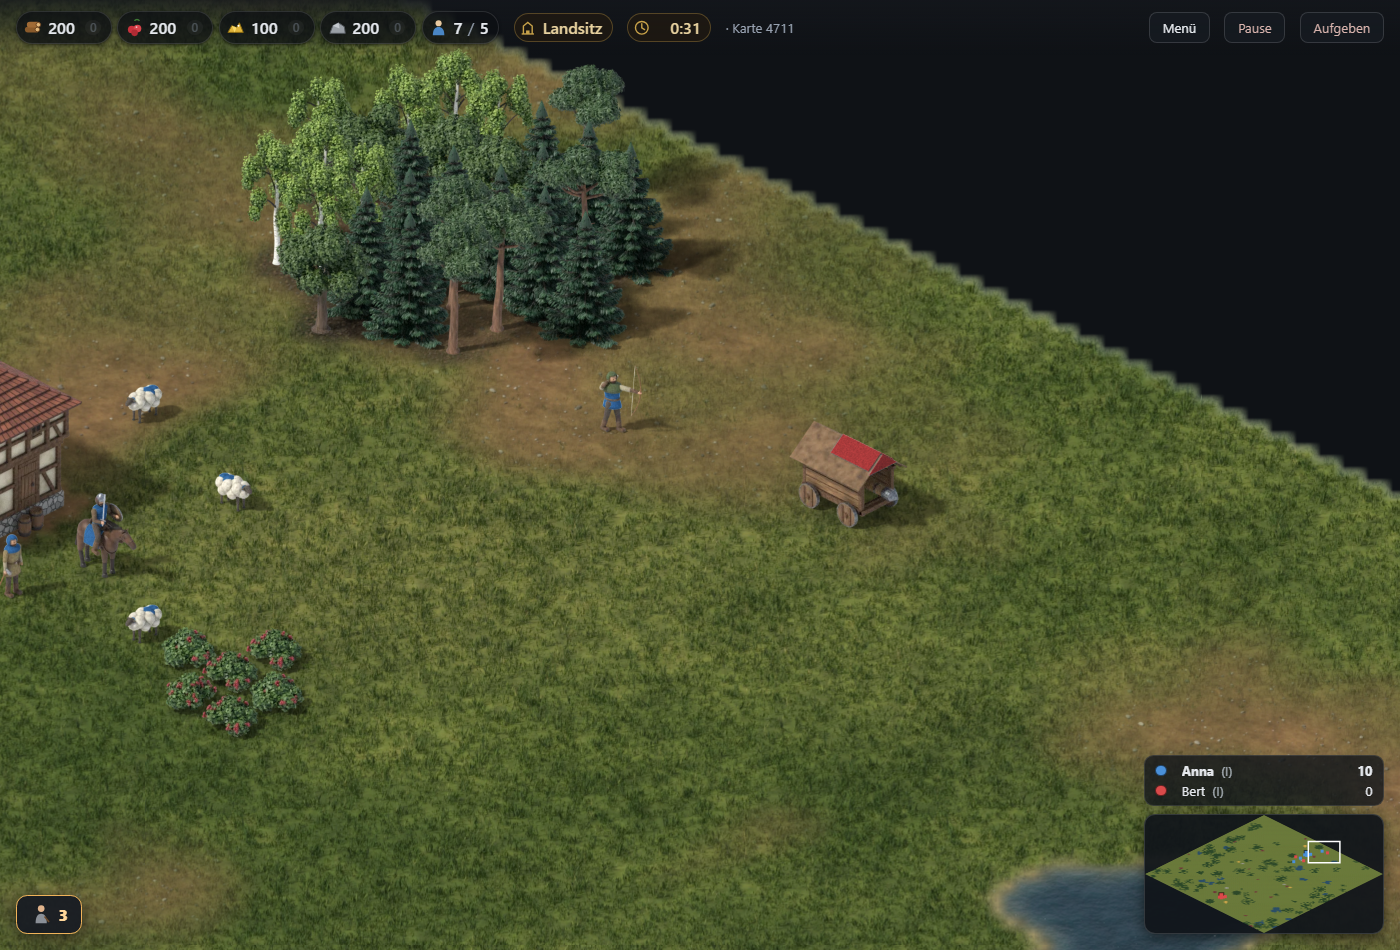 200 0 200 0 100 0 200 0 7 / 5 Landsitz 0:31 · Karte 4711 Menü Pause Aufgeben
Anna (I) 10
Bert (I) 0
3